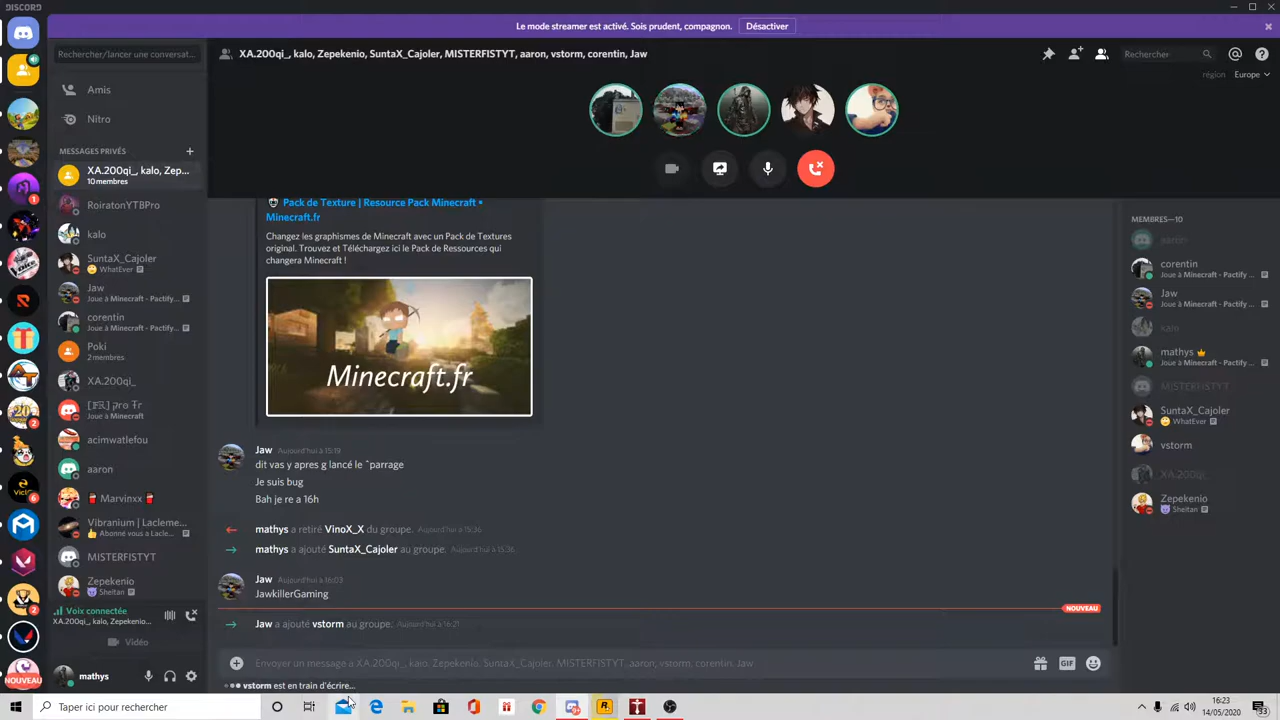 DISCORD
Le mode streamer est activé. Sois prudent, compagnon.
Désactiver
Rechercher/lancer une conversat...
XA.200qi_, kalo, Zepekenio, SuntaX_Cajoler, MISTERFISTYT, aaron, vstorm, corentin, Jaw
Rechercher
région
Europe
Amis
Nitro
MESSAGES PRIVÉS
XA.200qi_, kalo, Zep...
10 membres
RoiratonYTBPro
kalo
SuntaX_Cajoler
WhatEver
Jaw
Joue à Minecraft - Pactify...
corentin
Joue à Minecraft - Pactify...
Poki
2 membres
XA.200qi_
Joue à Minecraft
acimwatlefou
aaron
Marvinxx
Vibranium | Lacleme...
Abonné vous a Lacle...
MISTERFISTYT
Zepekenio
Sheitan
Voix connectée
XA.200qi_, kalo, Zepekenio...
Vidéo
mathys
1
2
6
2
NOUVEAU
Pack de Texture | Resource Pack Minecraft •
Minecraft.fr
Changez les graphismes de Minecraft avec un Pack de Textures
original. Trouvez et Téléchargez ici le Pack de Ressources qui
changera Minecraft !
Minecraft.fr
Jaw Aujourd'hui à 15:19
dit vas y apres g lancé le `parrage
Je suis bug
Bah je re a 16h
mathys a retiré VinoX_X du groupe. Aujourd'hui à 15:36
mathys a ajouté SuntaX_Cajoler au groupe. Aujourd'hui à 15:36
Jaw Aujourd'hui à 16:03
JawkillerGaming
NOUVEAU
Jaw a ajouté vstorm au groupe. Aujourd'hui à 16:21
Envoyer un message à XA.200qi_, kalo, Zepekenio, SuntaX_Cajoler, MISTERFISTYT, aaron, vstorm, corentin, Jaw
GIF
vstorm est en train d'écrire...
MEMBRES—10
aaron
corentin
Joue à Minecraft - Pactify...
Jaw
Joue à Minecraft - Pactify...
kalo
mathys
Joue à Minecraft - Pactify...
MISTERFISTYT
SuntaX_Cajoler
WhatEver
vstorm
XA.200qi_
Zepekenio
Sheitan
Taper ici pour rechercher
16:23
14/05/2020